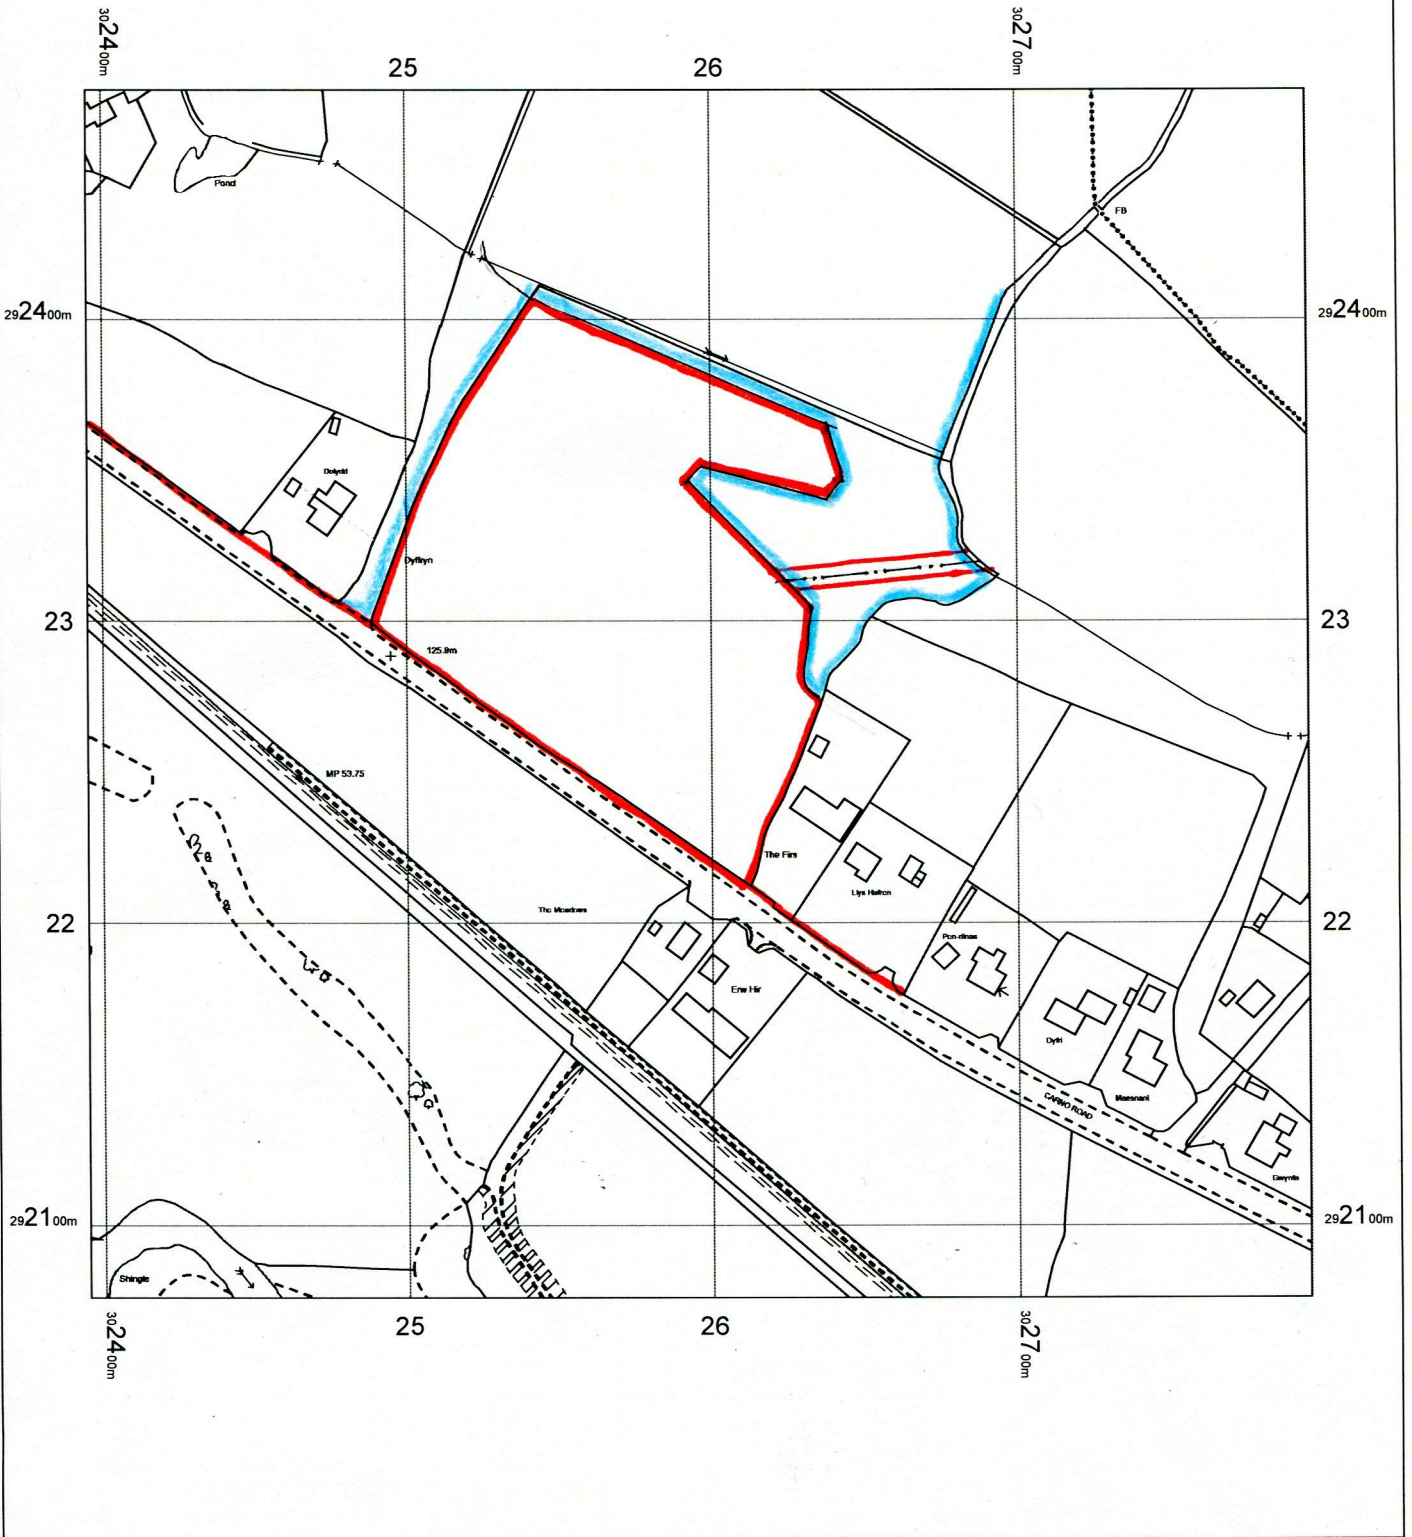 3024 00m
25
26
3027 00m
Pond
FB
2924 00m
2924 00m
Dolydd
Dyffryn
23
23
125.9m
MP 53.75
The Firs
Llys Hafren
The Meadows
22
22
Pen-dinas
Erw Hir
Dyfri
Maesnant
CARNO ROAD
Gwynfa
2921 00m
2921 00m
Shingle
3024 00m
25
26
3027 00m